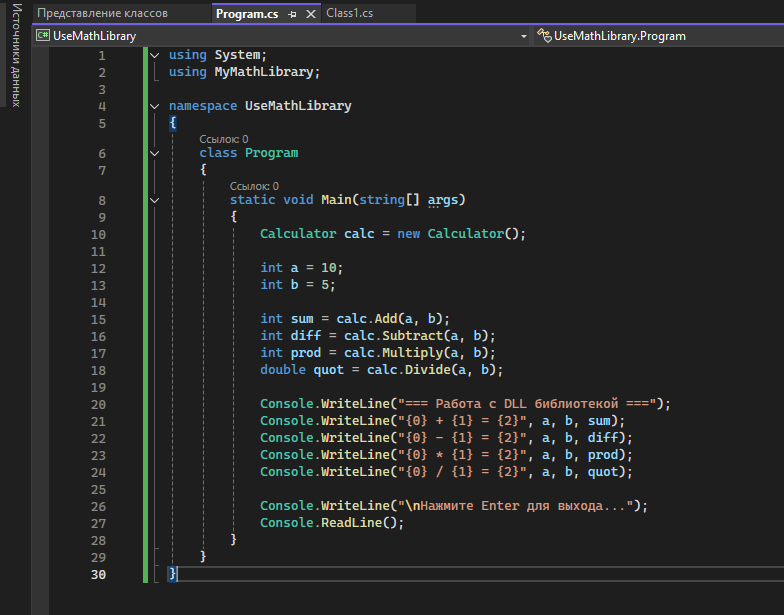 Источники данных
Представление классов
Program.cs
Class1.cs
C# UseMathLibrary
UseMathLibrary.Program
1 using System;
2 using MyMathLibrary;
3
4 namespace UseMathLibrary
5 {
Ссылок: 0
6 class Program
7 {
Ссылок: 0
8 static void Main(string[] args)
9 {
10 Calculator calc = new Calculator();
11
12 int a = 10;
13 int b = 5;
14
15 int sum = calc.Add(a, b);
16 int diff = calc.Subtract(a, b);
17 int prod = calc.Multiply(a, b);
18 double quot = calc.Divide(a, b);
19
20 Console.WriteLine("=== Работа с DLL библиотекой ===");
21 Console.WriteLine("{0} + {1} = {2}", a, b, sum);
22 Console.WriteLine("{0} - {1} = {2}", a, b, diff);
23 Console.WriteLine("{0} * {1} = {2}", a, b, prod);
24 Console.WriteLine("{0} / {1} = {2}", a, b, quot);
25
26 Console.WriteLine("\nНажмите Enter для выхода...");
27 Console.ReadLine();
28 }
29 }
30 }